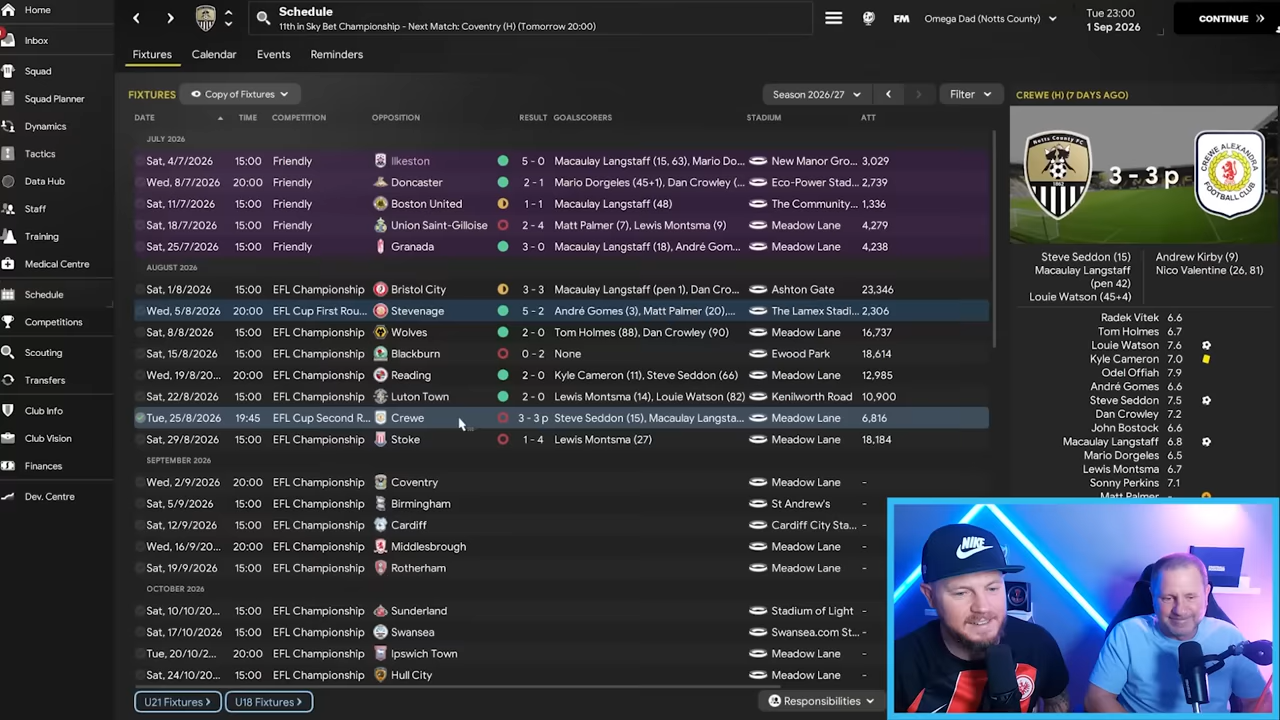 Home
Inbox
Squad
Squad Planner
Dynamics
Tactics
Data Hub
Staff
Training
Medical Centre
Schedule
Competitions
Scouting
Transfers
Club Info
Club Vision
Finances
Dev. Centre
Schedule
11th in Sky Bet Championship - Next Match: Coventry (H) (Tomorrow 20:00)
FM
Omega Dad (Notts County)
Tue 23:00
1 Sep 2026
CONTINUE
Fixtures Calendar Events Reminders
FIXTURES Copy of Fixtures Season 2026/27 Filter
DATE TIME COMPETITION OPPOSITION RESULT GOALSCORERS STADIUM ATT
JULY 2026
Sat, 4/7/2026 15:00 Friendly Ilkeston 5 - 0 Macaulay Langstaff (15, 63), Mario Do... New Manor Gro... 3,029
Wed, 8/7/2026 20:00 Friendly Doncaster 2 - 1 Mario Dorgeles (45+1), Dan Crowley (... Eco-Power Stad... 2,739
Sat, 11/7/2026 15:00 Friendly Boston United 1 - 1 Macaulay Langstaff (48) The Community... 1,336
Sat, 18/7/2026 15:00 Friendly Union Saint-Gilloise 2 - 4 Matt Palmer (7), Lewis Montsma (9) Meadow Lane 4,279
Sat, 25/7/2026 15:00 Friendly Granada 3 - 0 Macaulay Langstaff (18), André Gom... Meadow Lane 4,238
AUGUST 2026
Sat, 1/8/2026 15:00 EFL Championship Bristol City 3 - 3 Macaulay Langstaff (pen 1), Dan Cro... Ashton Gate 23,346
Wed, 5/8/2026 20:00 EFL Cup First Rou... Stevenage 5 - 2 André Gomes (3), Matt Palmer (20),... The Lamex Stadi... 2,306
Sat, 8/8/2026 15:00 EFL Championship Wolves 2 - 0 Tom Holmes (88), Dan Crowley (90) Meadow Lane 16,737
Sat, 15/8/2026 15:00 EFL Championship Blackburn 0 - 2 None Ewood Park 18,614
Wed, 19/8/20... 20:00 EFL Championship Reading 2 - 0 Kyle Cameron (11), Steve Seddon (66) Meadow Lane 12,985
Sat, 22/8/2026 15:00 EFL Championship Luton Town 2 - 0 Lewis Montsma (14), Louie Watson (82) Kenilworth Road 10,900
Tue, 25/8/2026 19:45 EFL Cup Second R... Crewe 3 - 3 p Steve Seddon (15), Macaulay Langsta... Meadow Lane 6,816
Sat, 29/8/2026 15:00 EFL Championship Stoke 1 - 4 Lewis Montsma (27) Meadow Lane 18,184
SEPTEMBER 2026
Wed, 2/9/2026 20:00 EFL Championship Coventry Meadow Lane -
Sat, 5/9/2026 15:00 EFL Championship Birmingham St Andrew's -
Sat, 12/9/2026 15:00 EFL Championship Cardiff Cardiff City Sta... -
Wed, 16/9/20... 20:00 EFL Championship Middlesbrough Meadow Lane -
Sat, 19/9/2026 15:00 EFL Championship Rotherham Meadow Lane -
OCTOBER 2026
Sat, 10/10/20... 15:00 EFL Championship Sunderland Stadium of Light -
Sat, 17/10/2026 15:00 EFL Championship Swansea Swansea.com St... -
Tue, 20/10/2... 20:00 EFL Championship Ipswich Town Meadow Lane -
Sat, 24/10/20... 15:00 EFL Championship Hull City Meadow Lane -
U21 Fixtures U18 Fixtures Responsibilities
CREWE (H) (7 DAYS AGO)
Notts County FC
1862
3 - 3 p
CREWE ALEXANDRA
FOOTBALL CLUB
Steve Seddon (15)
Macaulay Langstaff
(pen 42)
Louie Watson (45+4)
Andrew Kirby (9)
Nico Valentine (26, 81)
Radek Vítek 6.6
Tom Holmes 6.7
Louie Watson 7.6
Kyle Cameron 7.0
Odel Offiah 7.9
André Gomes 6.6
Steve Seddon 7.5
Dan Crowley 7.2
John Bostock 6.6
Macaulay Langstaff 6.8
Mario Dorgeles 6.5
Lewis Montsma 6.7
Sonny Perkins 7.1
Matt Palmer -
NIKE